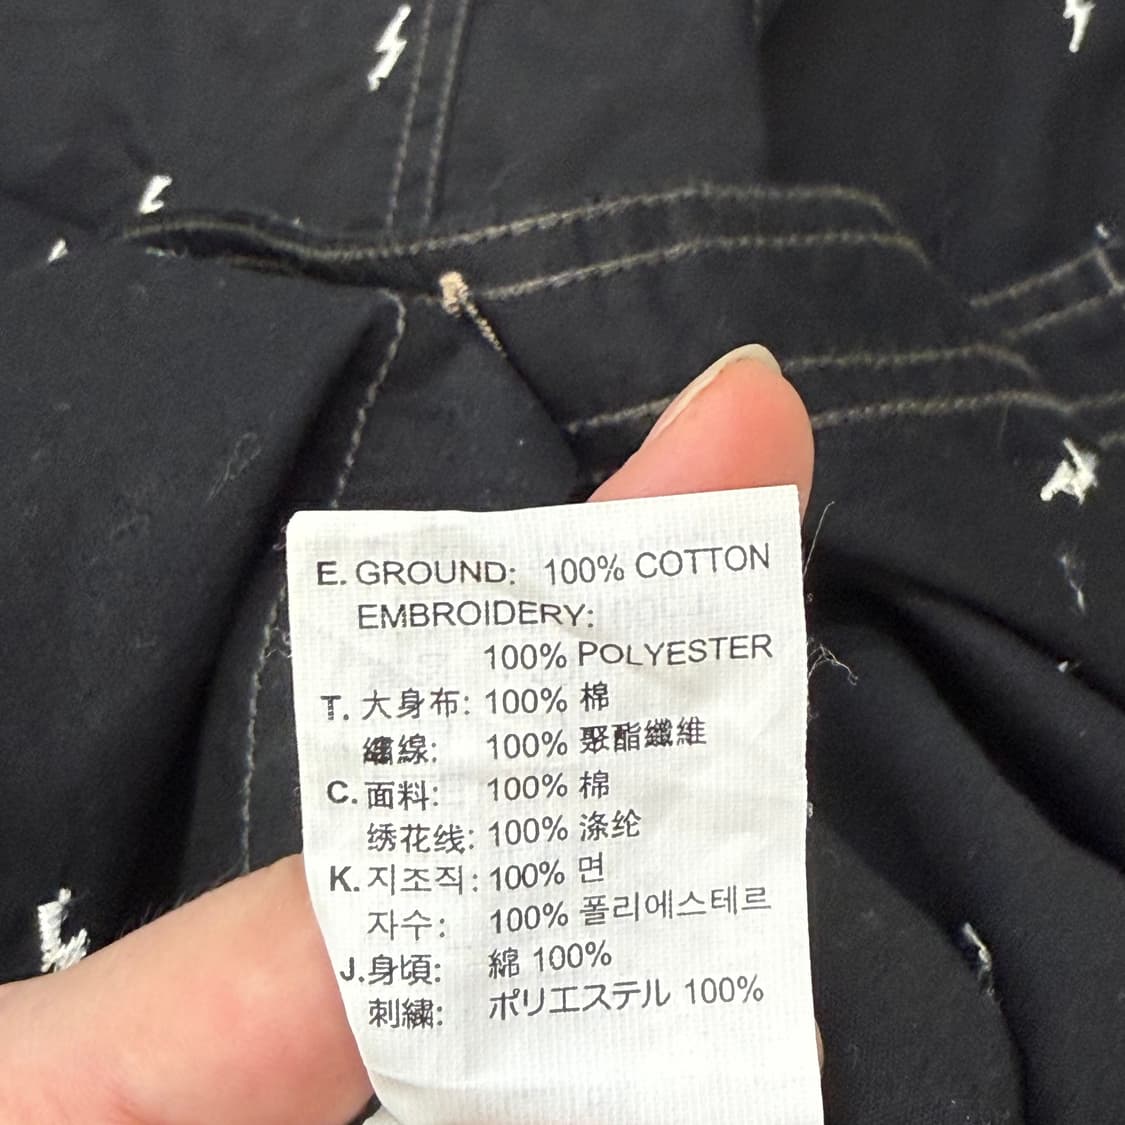 E. GROUND: 100% COTTON
EMBROIDERY:
100% POLYESTER
T. 大身布: 100% 棉
繡線: 100% 聚酯纖維
C. 面料: 100% 棉
绣花线: 100% 涤纶
K. 지조직: 100% 면
자수: 100% 폴리에스테르
J. 身頃: 綿 100%
刺繍: ポリエステル 100%